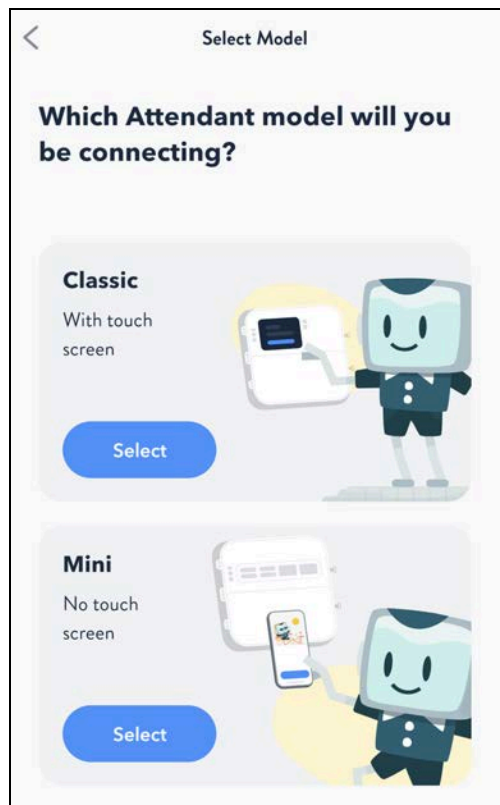 Select Model
Which Attendant model will you
be connecting?
Classic
With touch
screen
Select
Mini
No touch
screen
Select